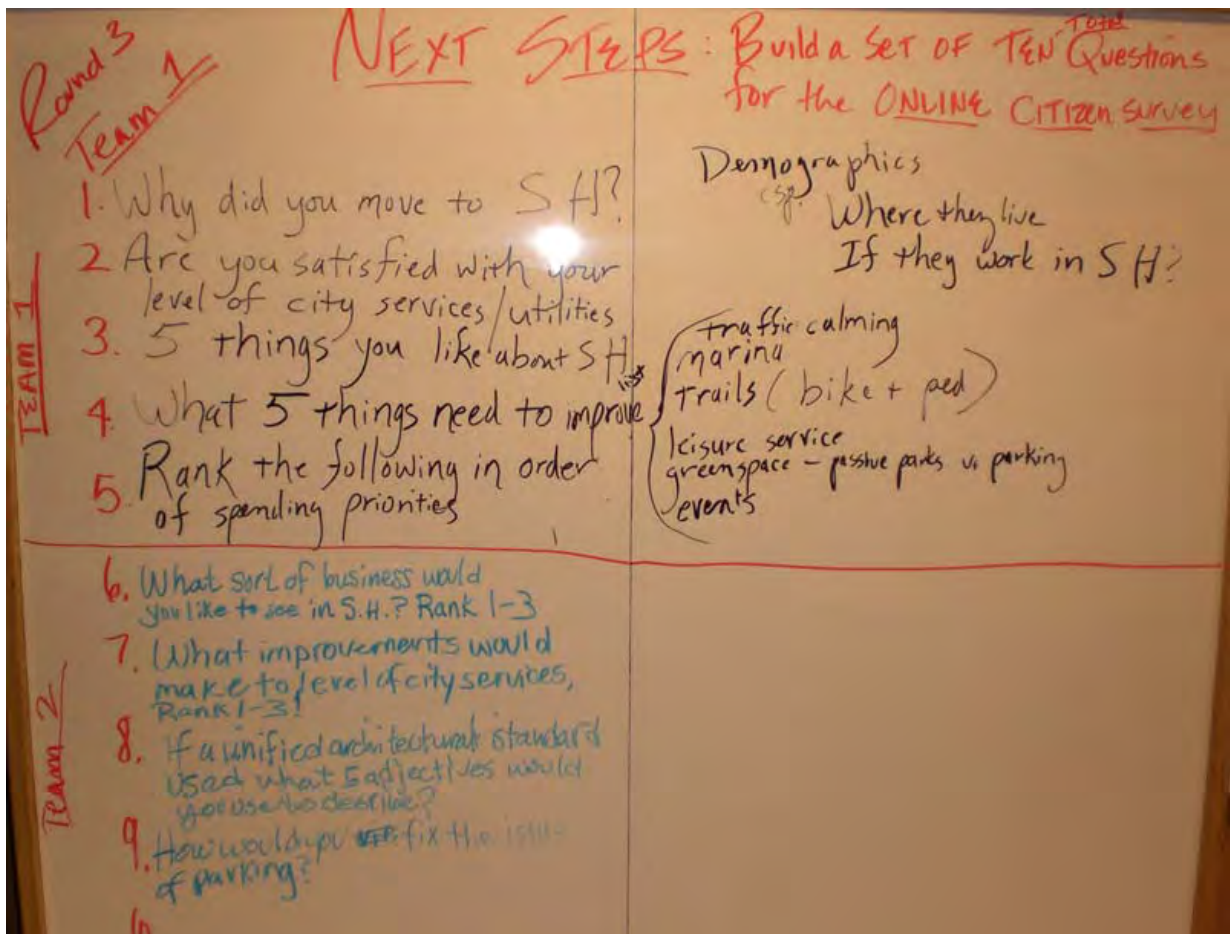 Round 3
Team 1
NEXT STEPS: Build a Set OF TEN Total Questions
for the ONLINE CITIZEN SURVEY
TEAM 1
1. Why did you move to SH?
2 Are you satisfied with your
level of city services/utilities
3. 5 things you like about SH
4. What 5 things need to improve
5. Rank the following in order
of spending priorities
Demographics
Where they live
If they work in SH?
traffic calming
marina
trails (bike + ped)
leisure service
greenspace - passive parks vs parking
events
Team 2
6. What sort of business would
you like to see in S.H.? Rank 1-3
7. What improvements would
make to level of city services,
Rank 1-3!
8. If a unified architectural standard
used what 5 adjectives would
you use to describe?
9. How would you fix the
of parking?